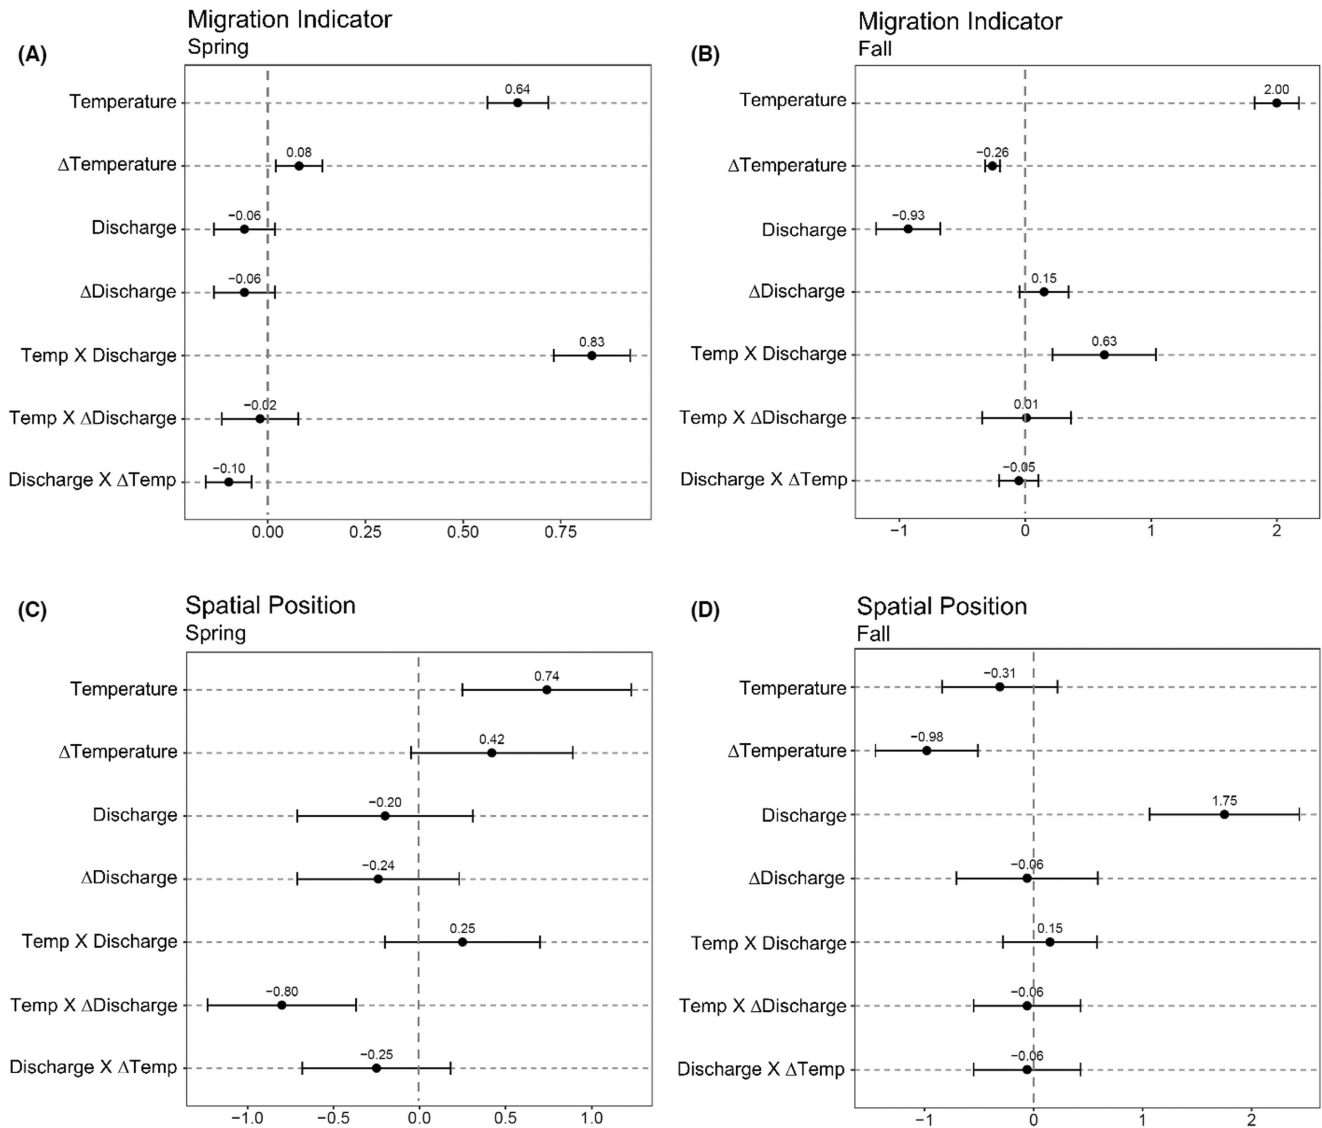 Migration Indicator
(A) Spring
Temperature 0.64
ΔTemperature 0.08
Discharge −0.06
ΔDischarge −0.06
Temp X Discharge 0.83
Temp X ΔDischarge −0.02
Discharge X ΔTemp −0.10
0.00 0.25 0.50 0.75
Migration Indicator
(B) Fall
Temperature 2.00
ΔTemperature −0.26
Discharge −0.93
ΔDischarge 0.15
Temp X Discharge 0.63
Temp X ΔDischarge 0.01
Discharge X ΔTemp −0.05
−1 0 1 2
(C) Spatial Position
Spring
Temperature 0.74
ΔTemperature 0.42
Discharge −0.20
ΔDischarge −0.24
Temp X Discharge 0.25
Temp X ΔDischarge −0.80
Discharge X ΔTemp −0.25
−1.0 −0.5 0.0 0.5 1.0
(D) Spatial Position
Fall
Temperature −0.31
ΔTemperature −0.98
Discharge 1.75
ΔDischarge −0.06
Temp X Discharge 0.15
Temp X ΔDischarge −0.06
Discharge X ΔTemp −0.06
−1 0 1 2